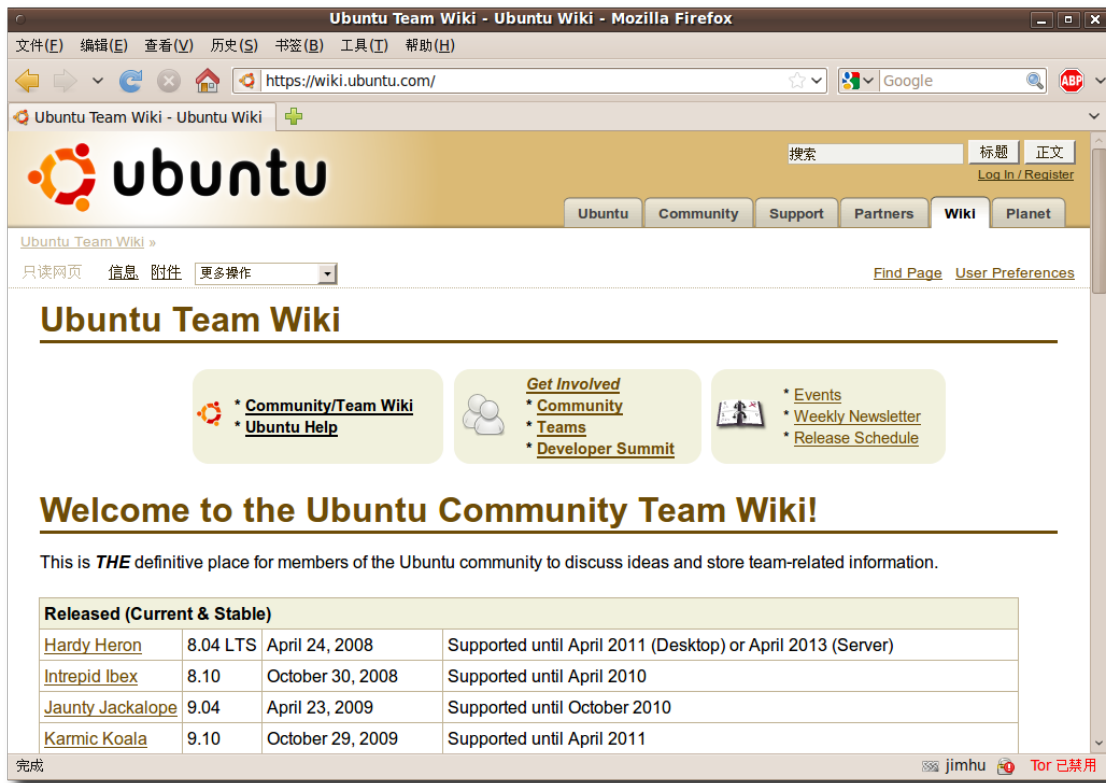 Ubuntu Team Wiki - Ubuntu Wiki - Mozilla Firefox
文件(F) 编辑(E) 查看(V) 历史(S) 书签(B) 工具(T) 帮助(H)
https://wiki.ubuntu.com/ Google ABP
Ubuntu Team Wiki - Ubuntu Wiki
ubuntu
搜索 标题 正文
Log In / Register
Ubuntu Community Support Partners Wiki Planet
Ubuntu Team Wiki »
只读网页 信息 附件 更多操作 Find Page User Preferences
Ubuntu Team Wiki
* Community/Team Wiki
* Ubuntu Help
Get Involved
* Community
* Teams
* Developer Summit
* Events
* Weekly Newsletter
* Release Schedule
Welcome to the Ubuntu Community Team Wiki!
This is THE definitive place for members of the Ubuntu community to discuss ideas and store team-related information.
Released (Current & Stable)
Hardy Heron 8.04 LTS April 24, 2008 Supported until April 2011 (Desktop) or April 2013 (Server)
Intrepid Ibex 8.10 October 30, 2008 Supported until April 2010
Jaunty Jackalope 9.04 April 23, 2009 Supported until October 2010
Karmic Koala 9.10 October 29, 2009 Supported until April 2011
完成 jimhu Tor 已禁用